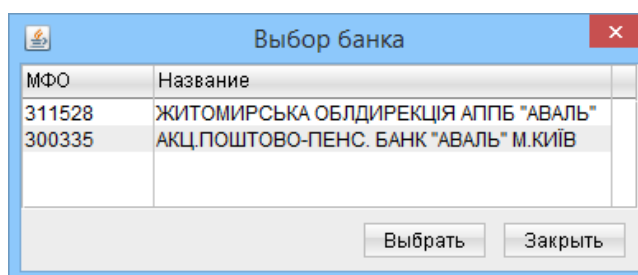 Выбор банка
МФО Название
311528 ЖИТОМИРСЬКА ОБЛДИРЕКЦІЯ АППБ "АВАЛЬ"
300335 АКЦ.ПОШТОВО-ПЕНС. БАНК "АВАЛЬ" М.КИЇВ
Выбрать Закрыть